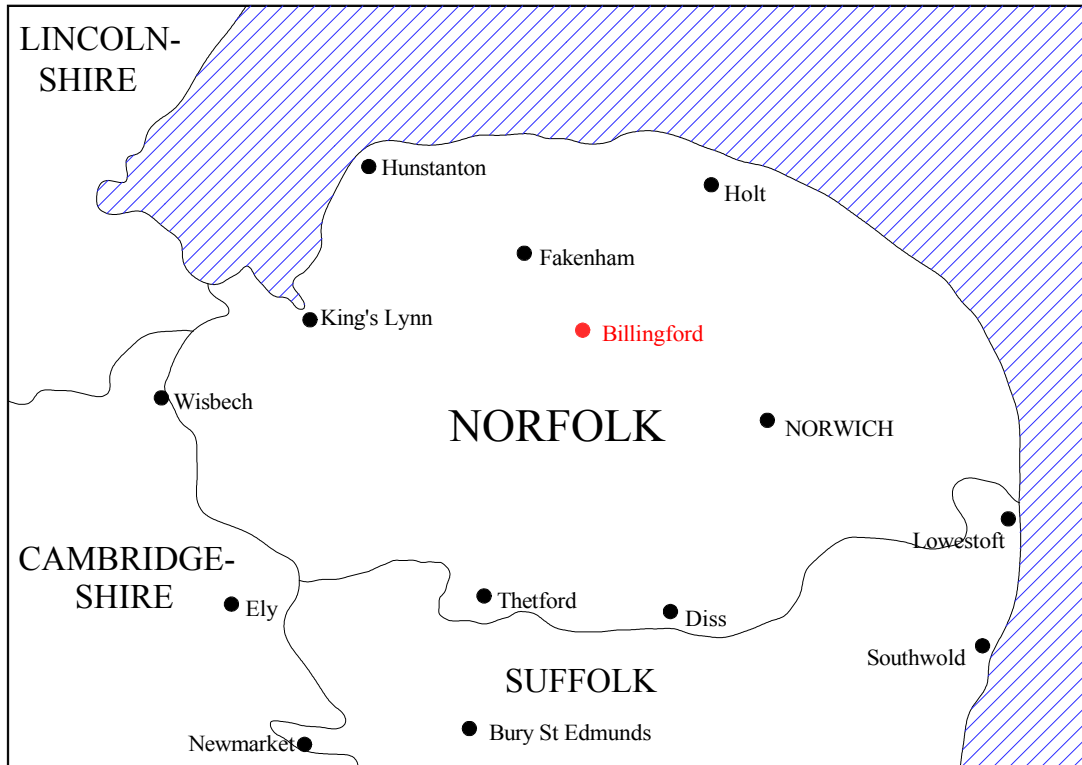 LINCOLN-
SHIRE
Hunstanton
Holt
Fakenham
King's Lynn
Billingford
Wisbech
NORFOLK
NORWICH
Lowestoft
CAMBRIDGE-
SHIRE
Ely
Thetford
Diss
Southwold
SUFFOLK
Bury St Edmunds
Newmarket